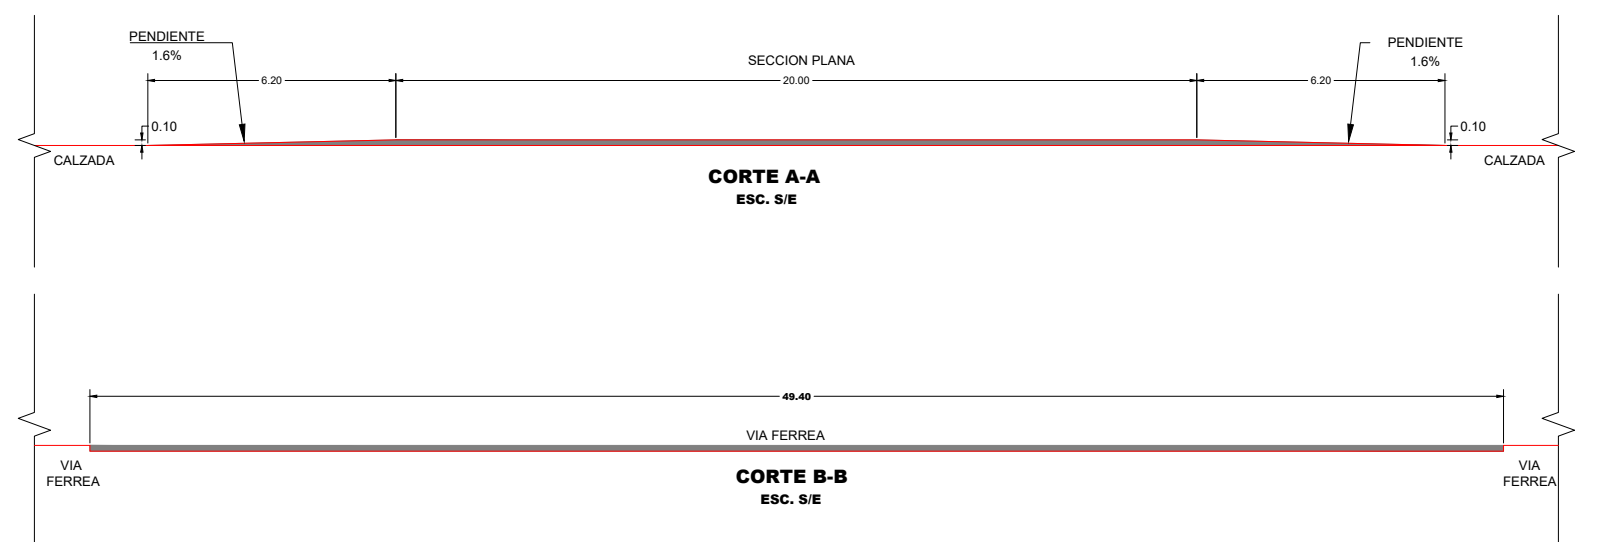 PENDIENTE
1.6%
SECCION PLANA
PENDIENTE
1.6%
6.20
20.00
6.20
0.10
0.10
CALZADA
CALZADA
CORTE A-A
ESC. S/E
49.40
VIA FERREA
VIA
FERREA
VIA
FERREA
CORTE B-B
ESC. S/E